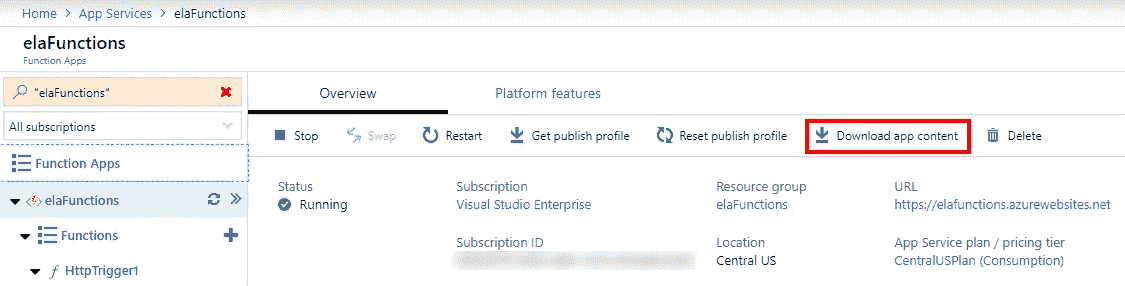 Home > App Services > elaFunctions
elaFunctions
Function Apps
"elaFunctions"
All subscriptions
Function Apps
elaFunctions
Functions
HttpTrigger1
Overview Platform features
Stop Swap Restart Get publish profile Reset publish profile Download app content Delete
Status Subscription Resource group URL
Running Visual Studio Enterprise elaFunctions https://elafunctions.azurewebsites.net
Subscription ID Location App Service plan / pricing tier
Central US CentralUSPlan (Consumption)